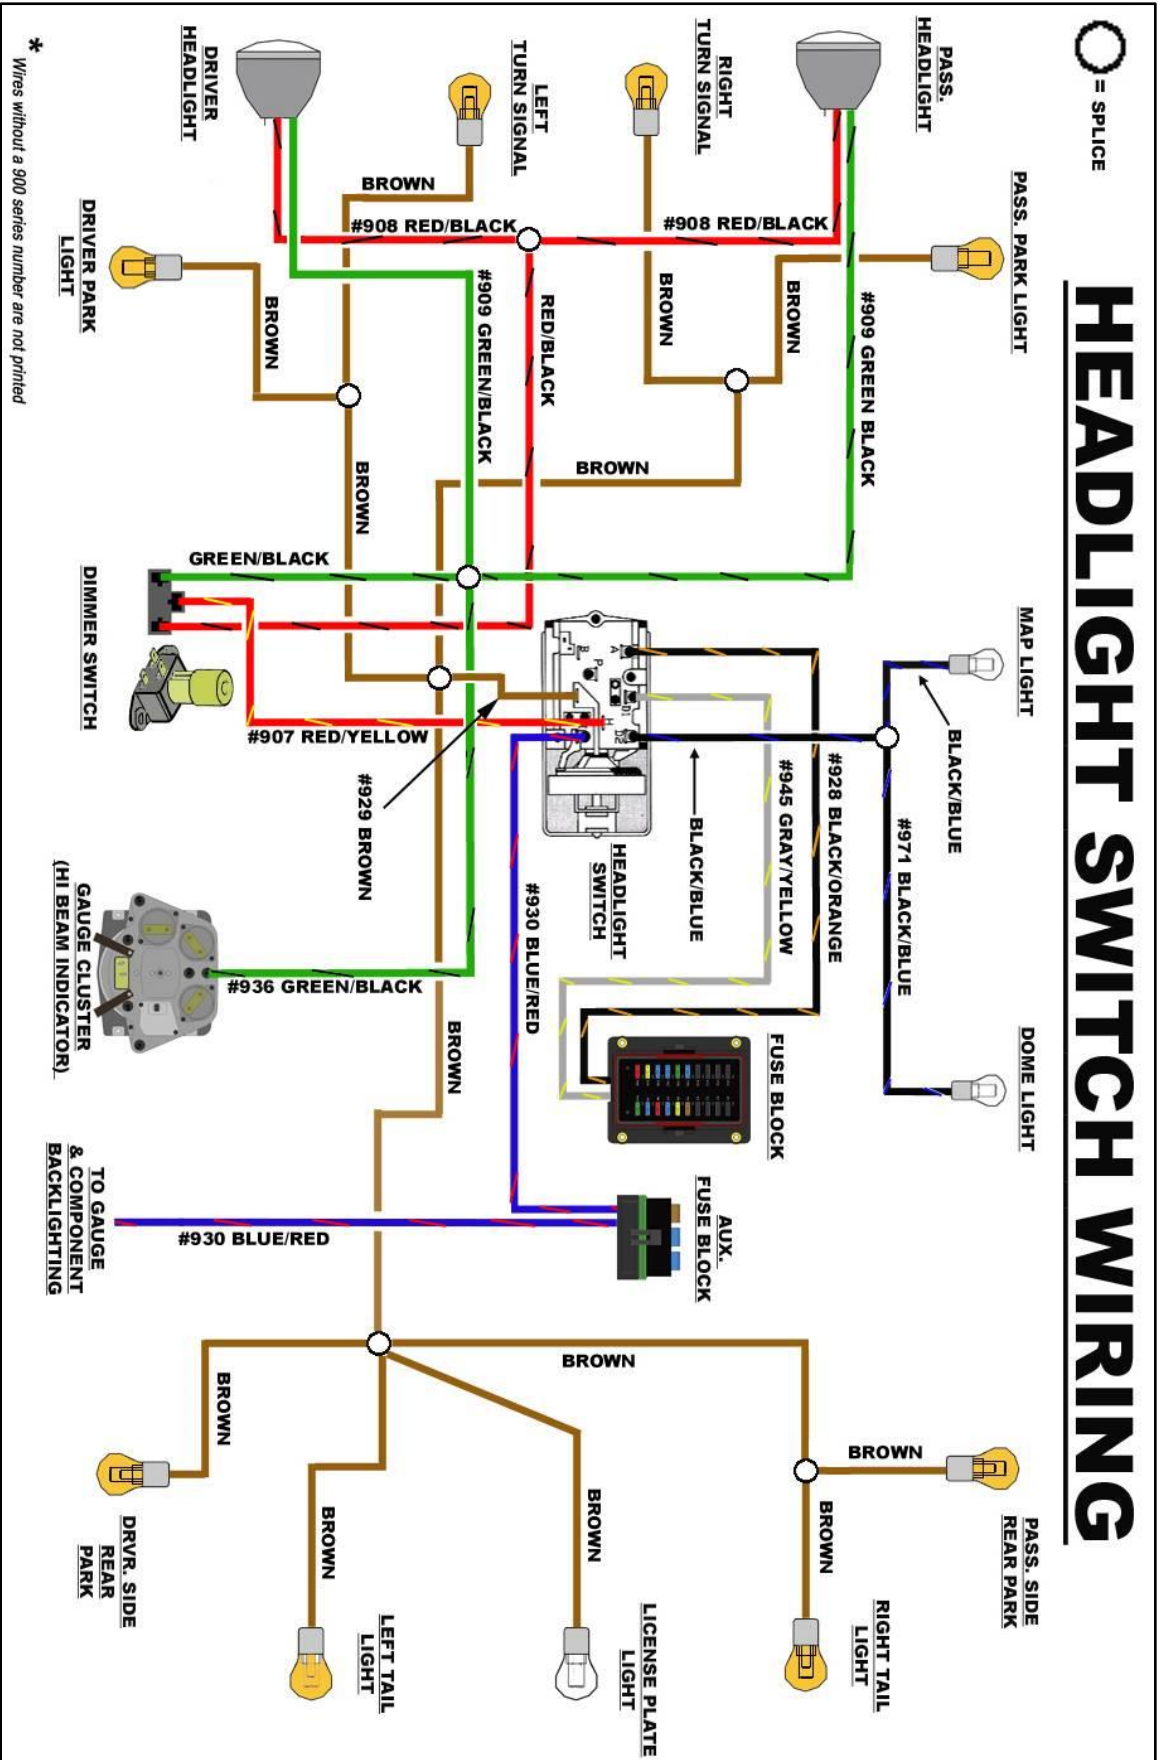 HEADLIGHT SWITCH WIRING
= SPLICE
PASS.
HEADLIGHT
PASS. PARK LIGHT
MAP LIGHT
DOME LIGHT
PASS. SIDE
REAR PARK
RIGHT
TURN SIGNAL
#909 GREEN BLACK
BLACK/BLUE
#971 BLACK/BLUE
BROWN
BROWN
RIGHT TAIL
LIGHT
#908 RED/BLACK
BROWN
BROWN
#928 BLACK/ORANGE
#945 GRAY/YELLOW
FUSE BLOCK
BLACK/BLUE
AUX.
FUSE BLOCK
LEFT
TURN SIGNAL
BROWN
HEADLIGHT
SWITCH
A
B
P
D1
H
D2
BROWN
BROWN
LICENSE PLATE
LIGHT
#908 RED/BLACK
RED/BLACK
#930 BLUE/RED
BROWN
#909 GREEN/BLACK
BROWN
DRIVER
HEADLIGHT
BROWN
#907 RED/YELLOW
#929 BROWN
#936 GREEN/BLACK
BROWN
LEFT TAIL
LIGHT
BROWN
GREEN/BLACK
#930 BLUE/RED
BROWN
DRIVER PARK
LIGHT
DIMMER SWITCH
GAUGE CLUSTER
(HI BEAM INDICATOR)
TO GAUGE
& COMPONENT
BACKLIGHTING
DRVR. SIDE
REAR
PARK
* Wires without a 900 series number are not printed